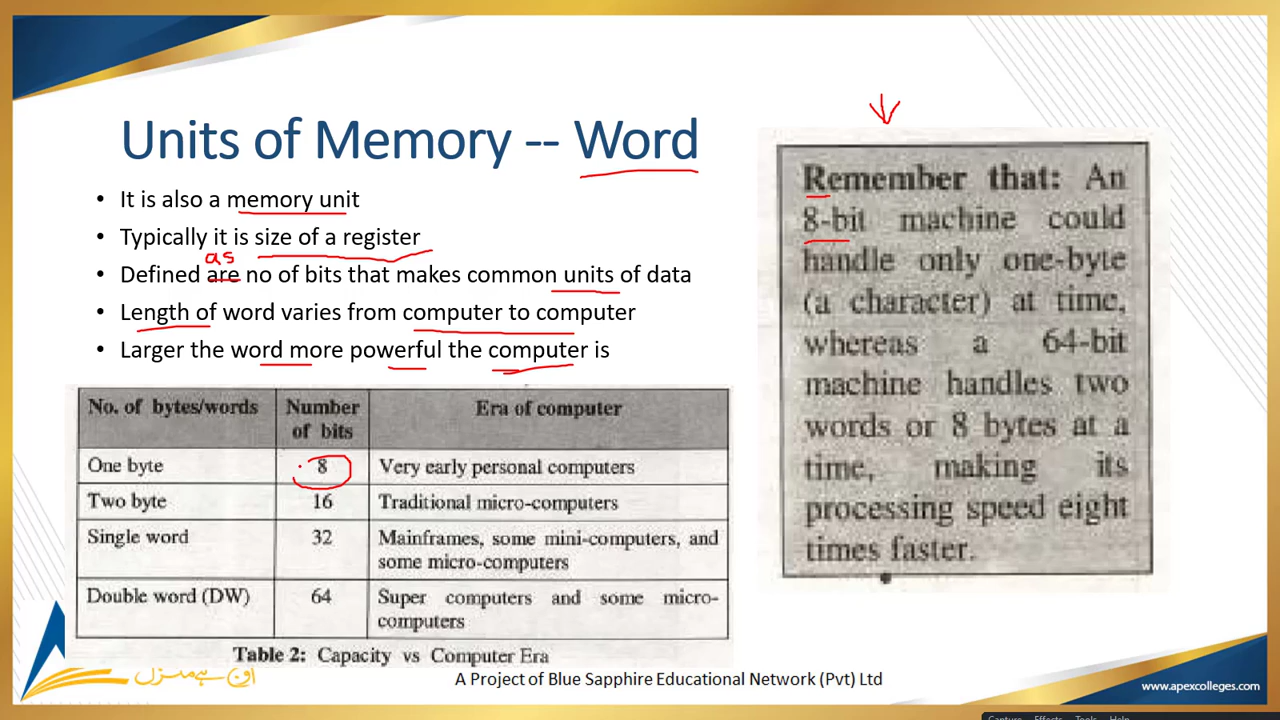 Units of Memory -- Word
• It is also a memory unit
• Typically it is size of a register
as
• Defined are no of bits that makes common units of data
• Length of word varies from computer to computer
• Larger the word more powerful the computer is
No. of bytes/words Number of bits Era of computer
One byte 8 Very early personal computers
Two byte 16 Traditional micro-computers
Single word 32 Mainframes, some mini-computers, and
some micro-computers
Double word (DW) 64 Super computers and some micro-
computers
Table 2: Capacity vs Computer Era
Remember that: An
8-bit machine could
handle only one-byte
(a character) at time,
whereas a 64-bit
machine handles two
words or 8 bytes at a
time, making its
processing speed eight
times faster.
A Project of Blue Sapphire Educational Network (Pvt) Ltd
www.apexcolleges.com
Capture Effects Tools Help